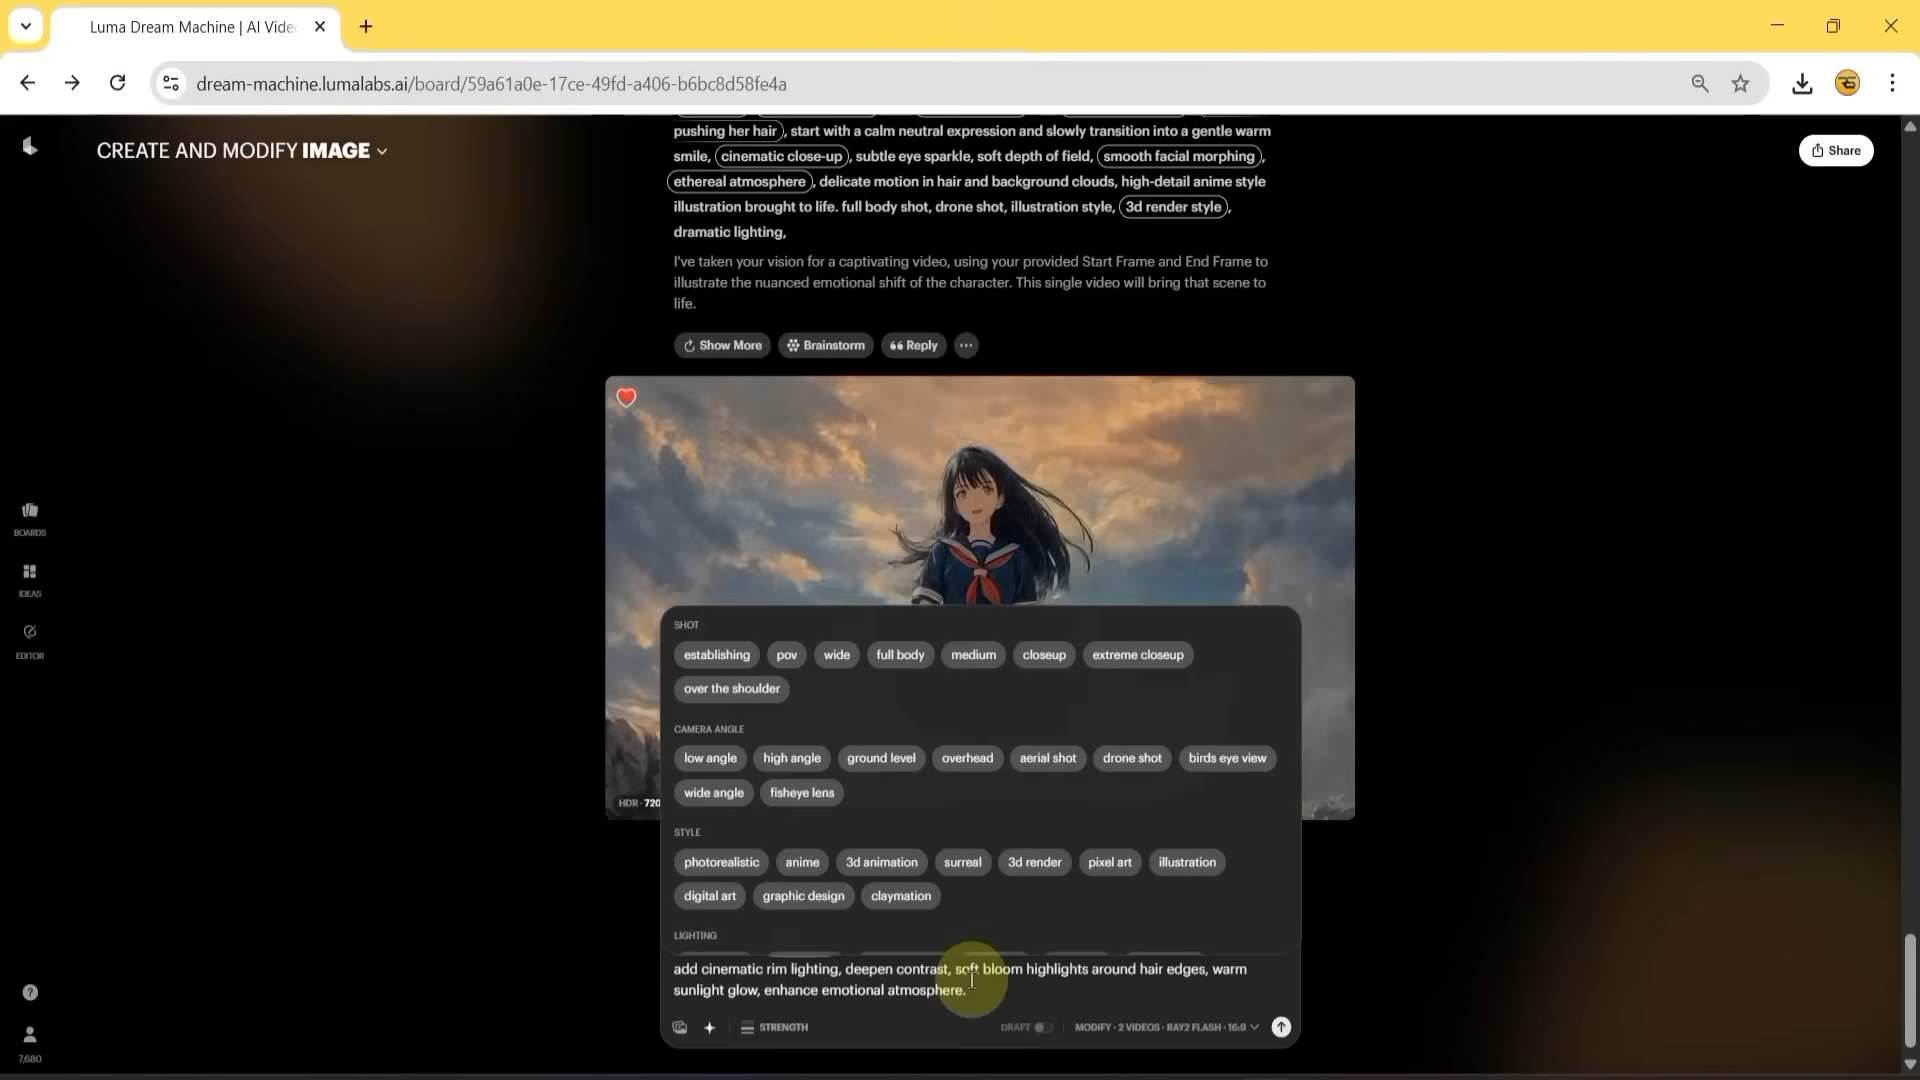 Luma Dream Machine | AI Vide
dream-machine.lumalabs.ai/board/59a61a0e-17ce-49fd-a406-b6bc8d58fe4a
CREATE AND MODIFY IMAGE
Share
pushing her hair, start with a calm neutral expression and slowly transition into a gentle warm
smile, cinematic close-up, subtle eye sparkle, soft depth of field, smooth facial morphing,
ethereal atmosphere, delicate motion in hair and background clouds, high-detail anime style
illustration brought to life. full body shot, drone shot, illustration style, 3d render style,
dramatic lighting,
I've taken your vision for a captivating video, using your provided Start Frame and End Frame to
illustrate the nuanced emotional shift of the character. This single video will bring that scene to
life.
Show More Brainstorm Reply
BOARDS
IDEAS
EDITOR
SHOT
establishing pov wide full body medium closeup extreme closeup
over the shoulder
CAMERA ANGLE
low angle high angle ground level overhead aerial shot drone shot birds eye view
wide angle fisheye lens
HDR · 720
STYLE
photorealistic anime 3d animation surreal 3d render pixel art illustration
digital art graphic design claymation
LIGHTING
add cinematic rim lighting, deepen contrast, soft bloom highlights around hair edges, warm
sunlight glow, enhance emotional atmosphere.
STRENGTH DRAFT MODIFY · 2 VIDEOS · RAY2 FLASH · 16:9
7,680